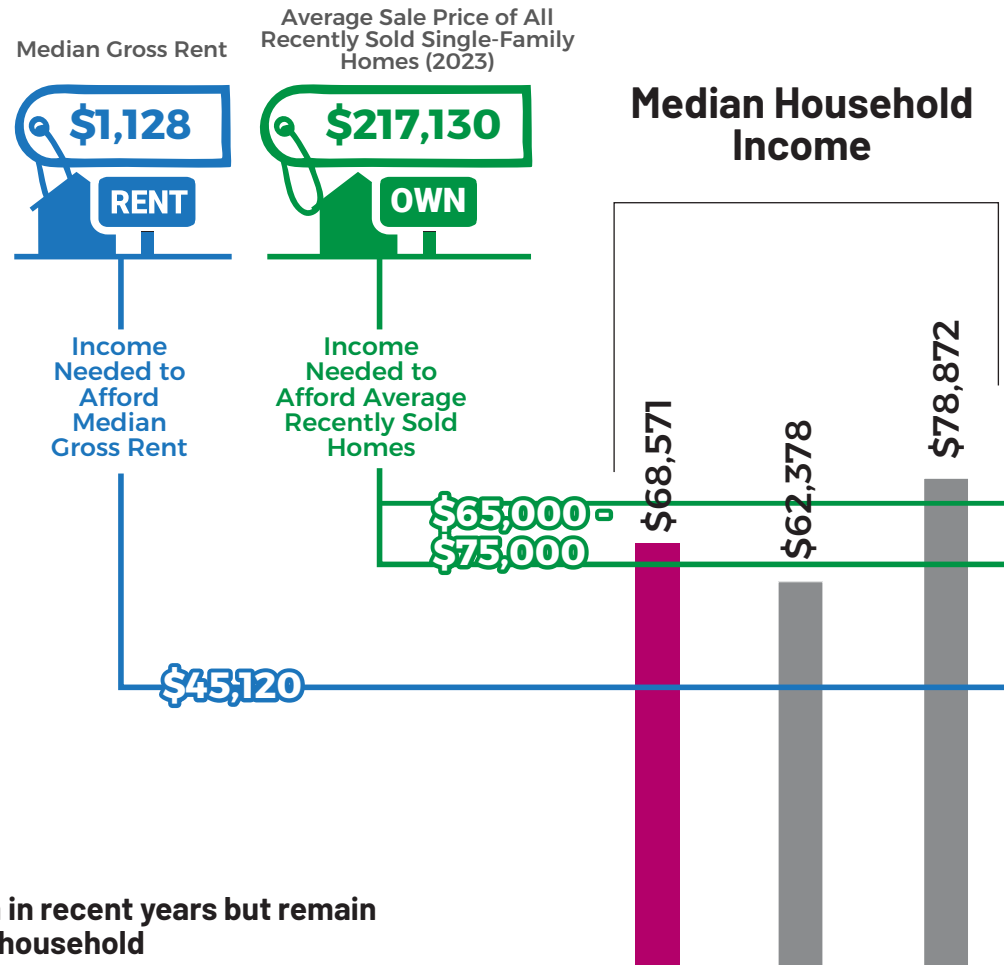 Median Gross Rent
$1,128
RENT
Income
Needed to
Afford
Median
Gross Rent
$45,120
Average Sale Price of All
Recently Sold Single-Family
Homes (2023)
$217,130
OWN
Income
Needed to
Afford Average
Recently Sold
Homes
$65,000 -
$75,000
Median Household
Income
$68,571
$62,378
$78,872
in recent years but remain
household